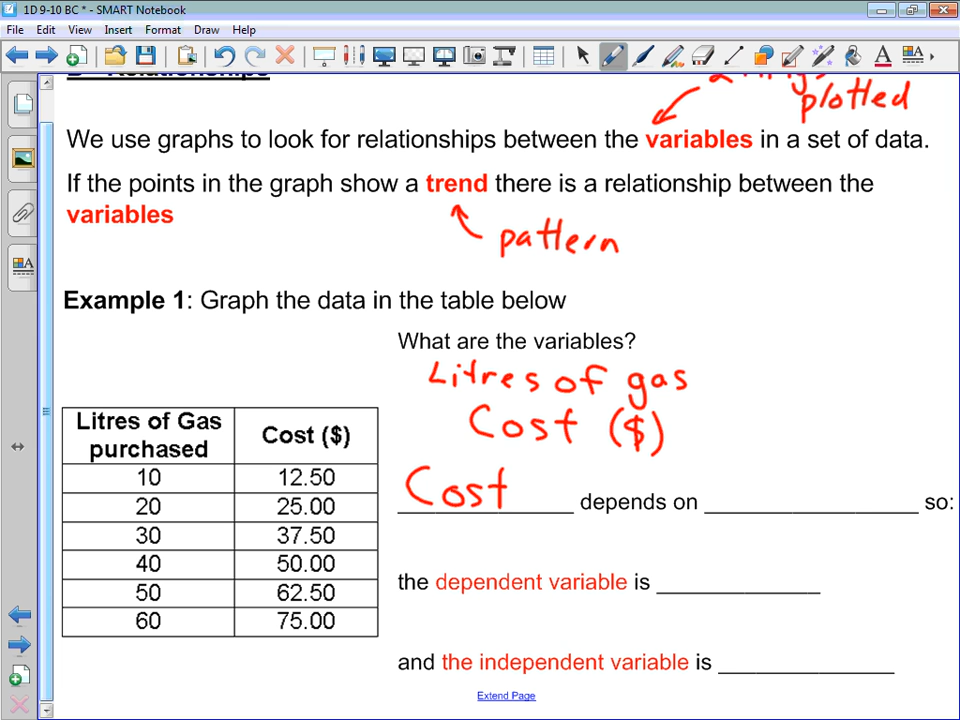 1D 9-10 BC * - SMART Notebook
File Edit View Insert Format Draw Help
plotted
We use graphs to look for relationships between the variables in a set of data.
If the points in the graph show a trend there is a relationship between the
variables
pattern
Example 1: Graph the data in the table below
What are the variables?
Litres of gas
Cost ($)
Litres of Gas purchased Cost ($)
10 12.50
20 25.00
30 37.50
40 50.00
50 62.50
60 75.00
Cost depends on ______________ so:
the dependent variable is ______________
and the independent variable is ______________
Extend Page